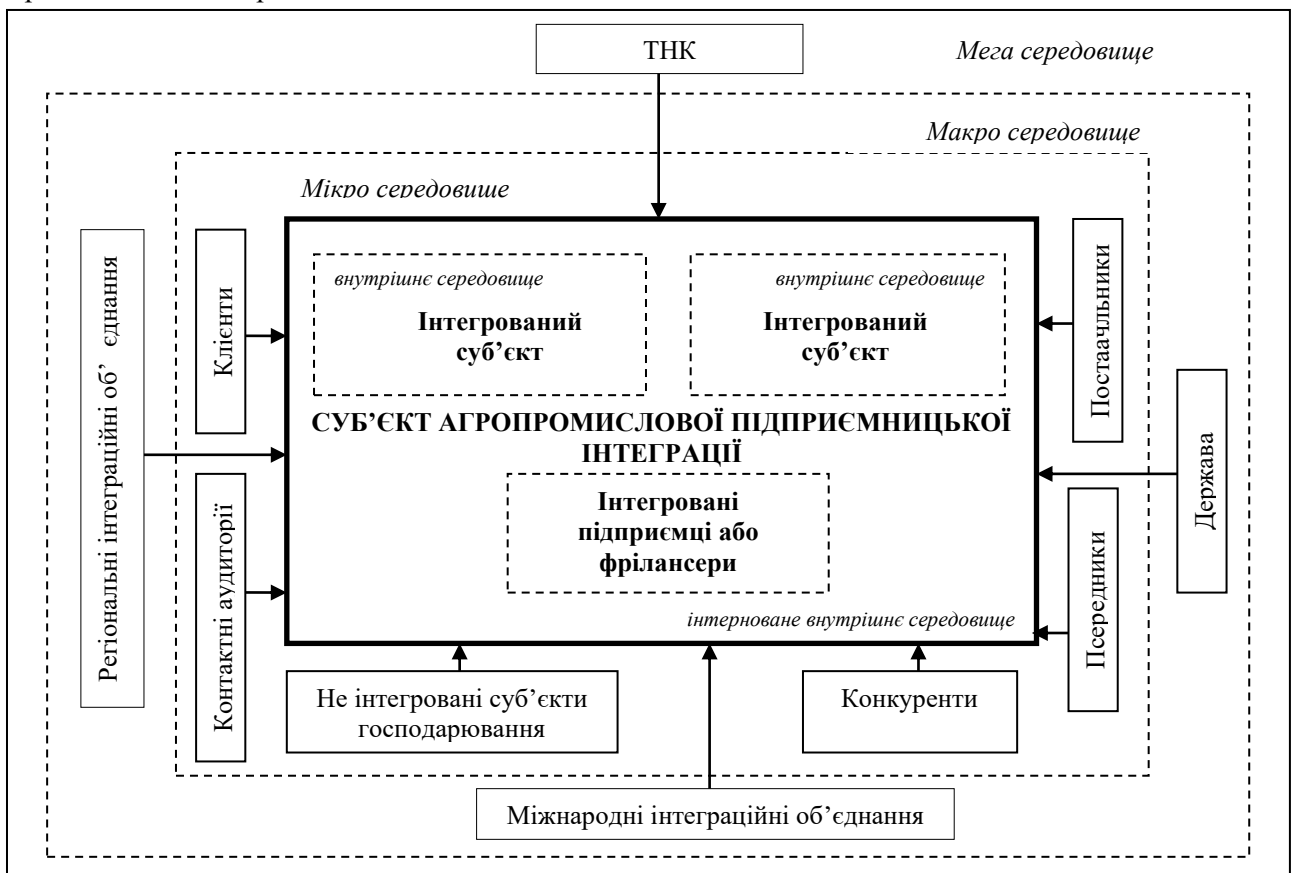 ТНК
Мега середовище
Макро середовище
Мікро середовище
Регіональні інтеграційні об’ єднання
Клієнти
Контактні аудиторії
внутрішнє середовище
Інтегрований
суб’єкт
внутрішнє середовище
Інтегрований
суб’єкт
СУБ’ЄКТ АГРОПРОМИСЛОВОЇ ПІДПРИЄМНИЦЬКОЇ
ІНТЕГРАЦІЇ
Інтегровані
підприємці або
фрілансери
інтерноване внутрішнє середовище
Постаачльники
Псередники
Держава
Не інтегровані суб’єкти
господарювання
Конкуренти
Міжнародні інтеграційні об’єднання